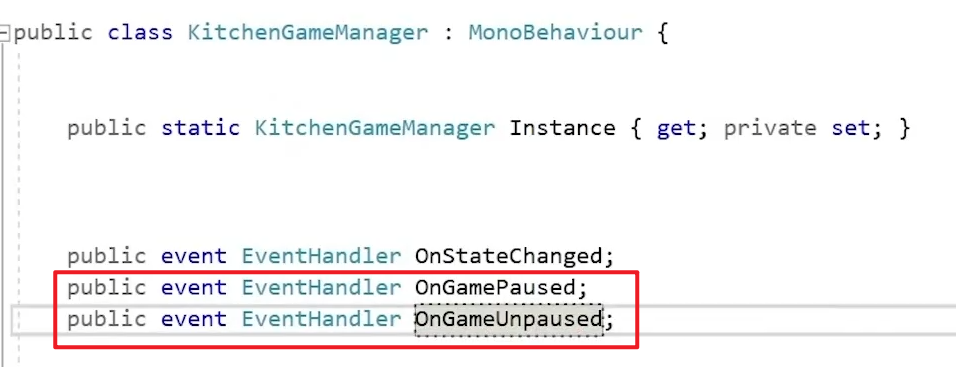 public class KitchenGameManager : MonoBehaviour {
public static KitchenGameManager Instance { get; private set; }
public event EventHandler OnStateChanged;
public event EventHandler OnGamePaused;
public event EventHandler OnGameUnpaused;